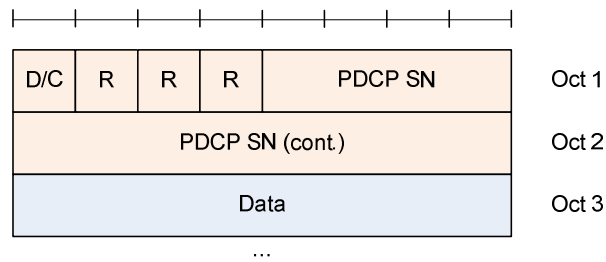 D/C R R R PDCP SN Oct 1
PDCP SN (cont.) Oct 2
Data Oct 3
...